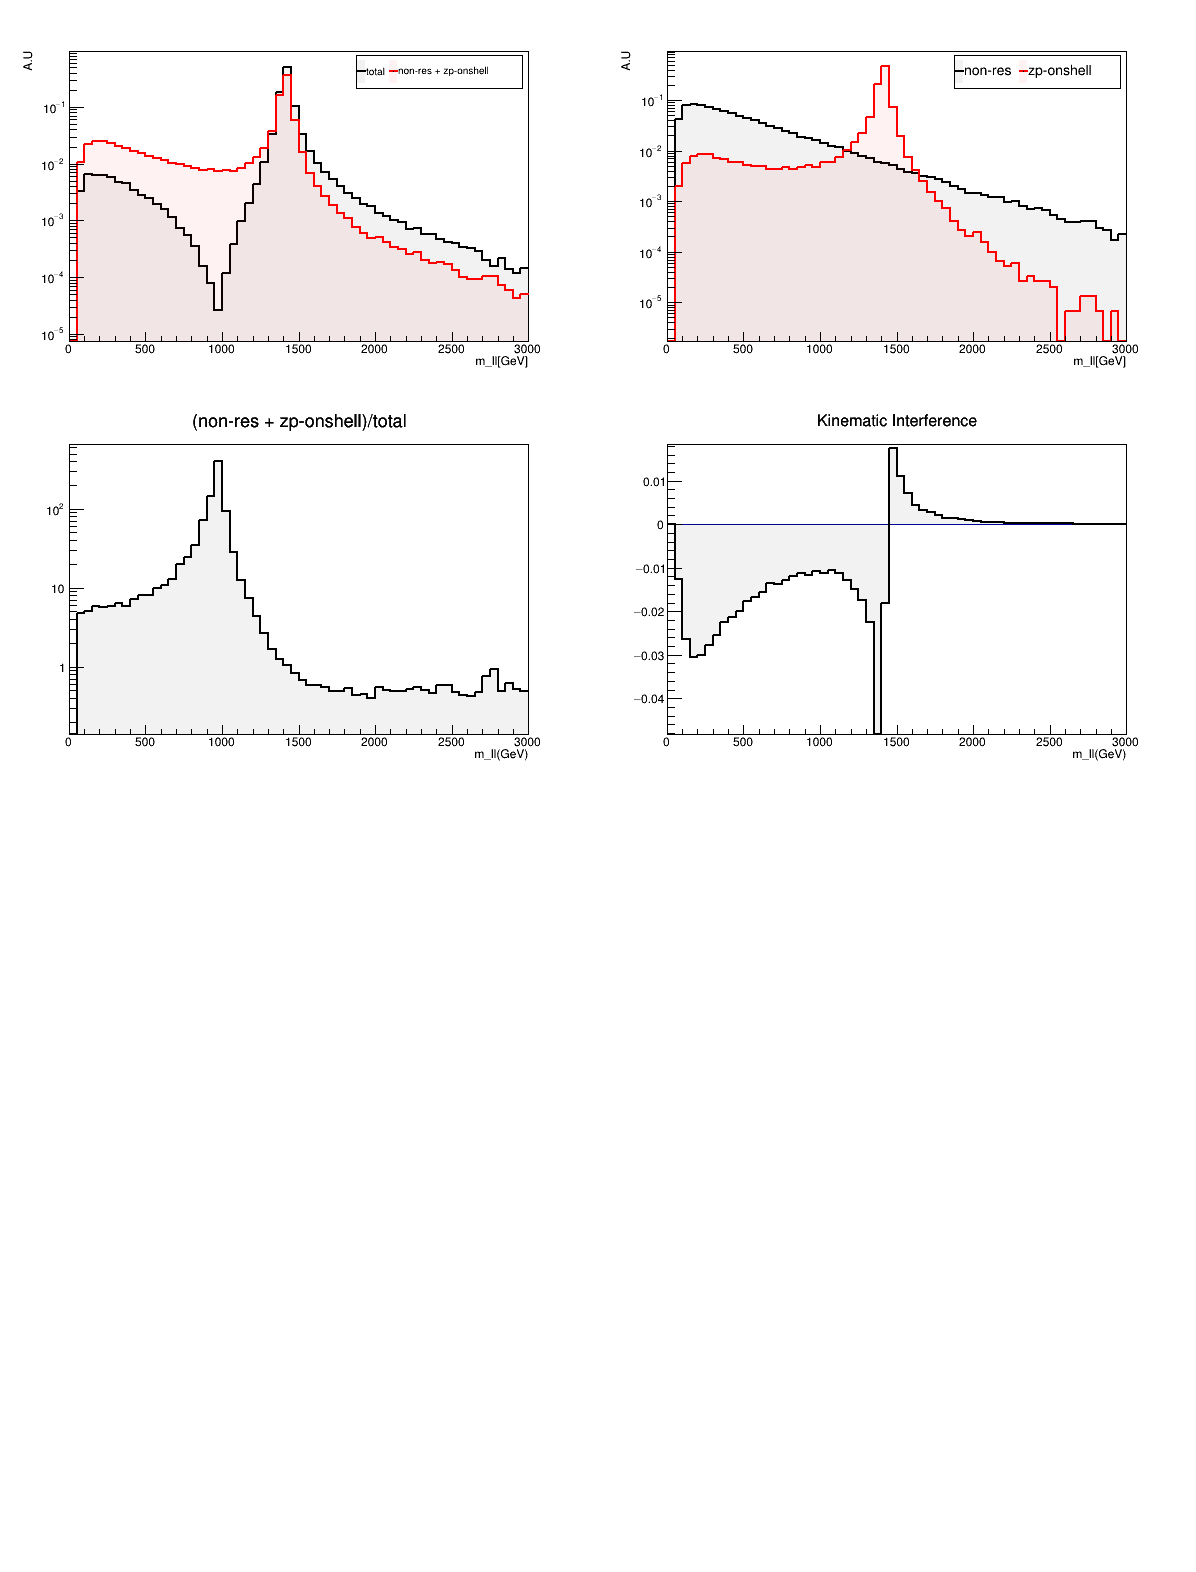 A.U
total non-res + zp-onshell
10⁻¹
10⁻²
10⁻³
10⁻⁴
10⁻⁵
0 500 1000 1500 2000 2500 3000
m_ll[GeV]
A.U
non-res zp-onshell
10⁻¹
10⁻²
10⁻³
10⁻⁴
10⁻⁵
0 500 1000 1500 2000 2500 3000
m_ll[GeV]
(non-res + zp-onshell)/total
10²
10
1
0 500 1000 1500 2000 2500 3000
m_ll(GeV)
Kinematic Interference
0.01
0
−0.01
−0.02
−0.03
−0.04
0 500 1000 1500 2000 2500 3000
m_ll(GeV)